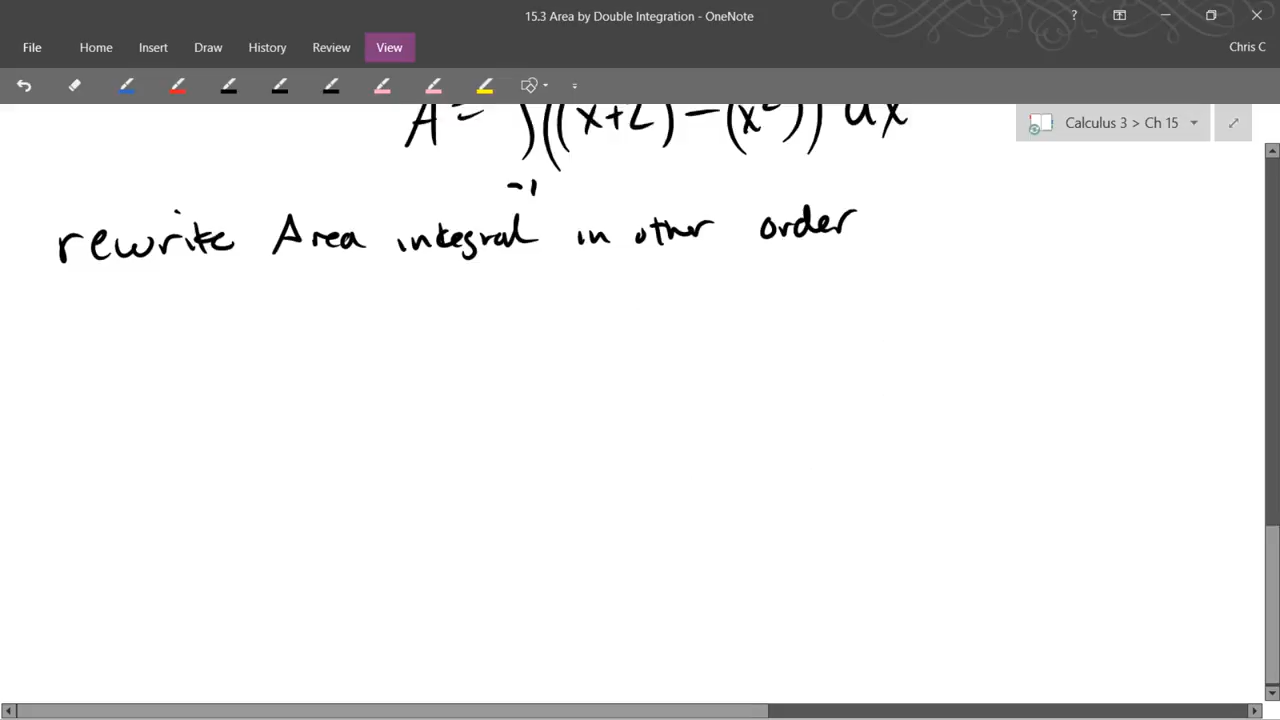 15.3 Area by Double Integration - OneNote
?
File Home Insert Draw History Review View
Chris C
A = ∫((x+2) - (x²)) dx
-1
Calculus 3 > Ch 15
rewrite Area integral in other order